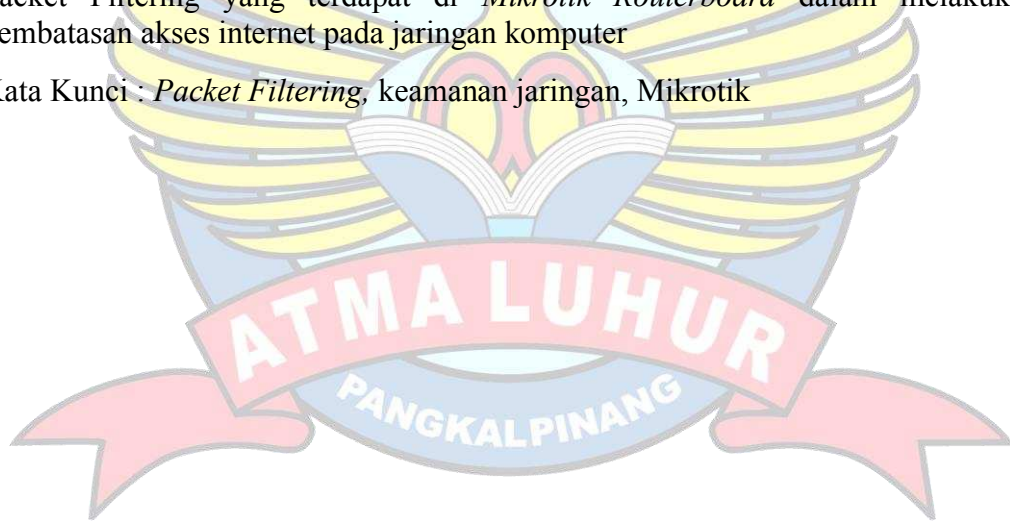 Packet Filtering yang terdapat di Mikrotik Routerboard dalam melakuk
embatasan akses internet pada jaringan komputer
Kata Kunci : Packet Filtering, keamanan jaringan, Mikrotik
ATMA LUHUR
PANGKALPINANG